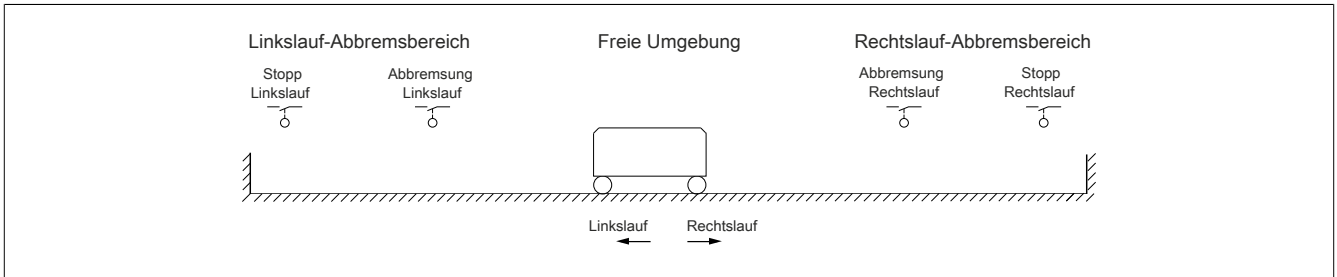 Linkslauf-Abbremsbereich
Freie Umgebung
Rechtslauf-Abbremsbereich
Stopp
Linkslauf
Abbremsung
Linkslauf
Abbremsung
Rechtslauf
Stopp
Rechtslauf
Linkslauf
Rechtslauf